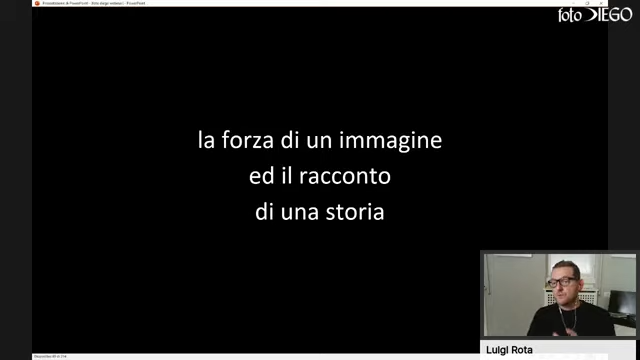 foto DIEGO
la forza di un immagine
ed il racconto
di una storia
Luigi Rota